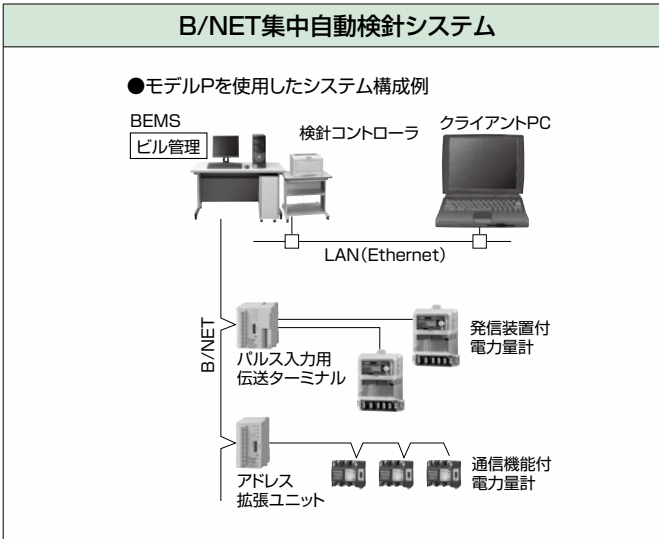 B/NET集中自動検針システム
●モデルPを使用したシステム構成例
BEMS
ビル管理
検針コントローラ
クライアントPC
LAN(Ethernet)
B/NET
パルス入力用
伝送ターミナル
発信装置付
電力量計
アドレス
拡張ユニット
通信機能付
電力量計